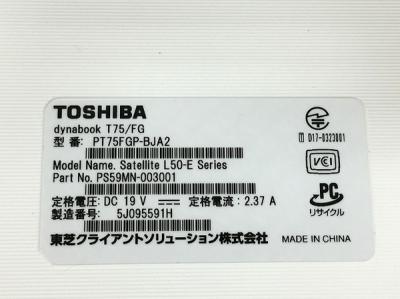 TOSHIBA
dynabook T75/FG
型 番: PT75FGP-BJA2
Model Name. Satellite L50-E Series
Part No. PS59MN-003001
定格電圧: DC 19 V ⎓ 定格電流: 2.37 A
製造番号: 5J095591H
東芝クライアントソリューション株式会社
MADE IN CHINA
D17-0323001
VCI
PC
リサイクル